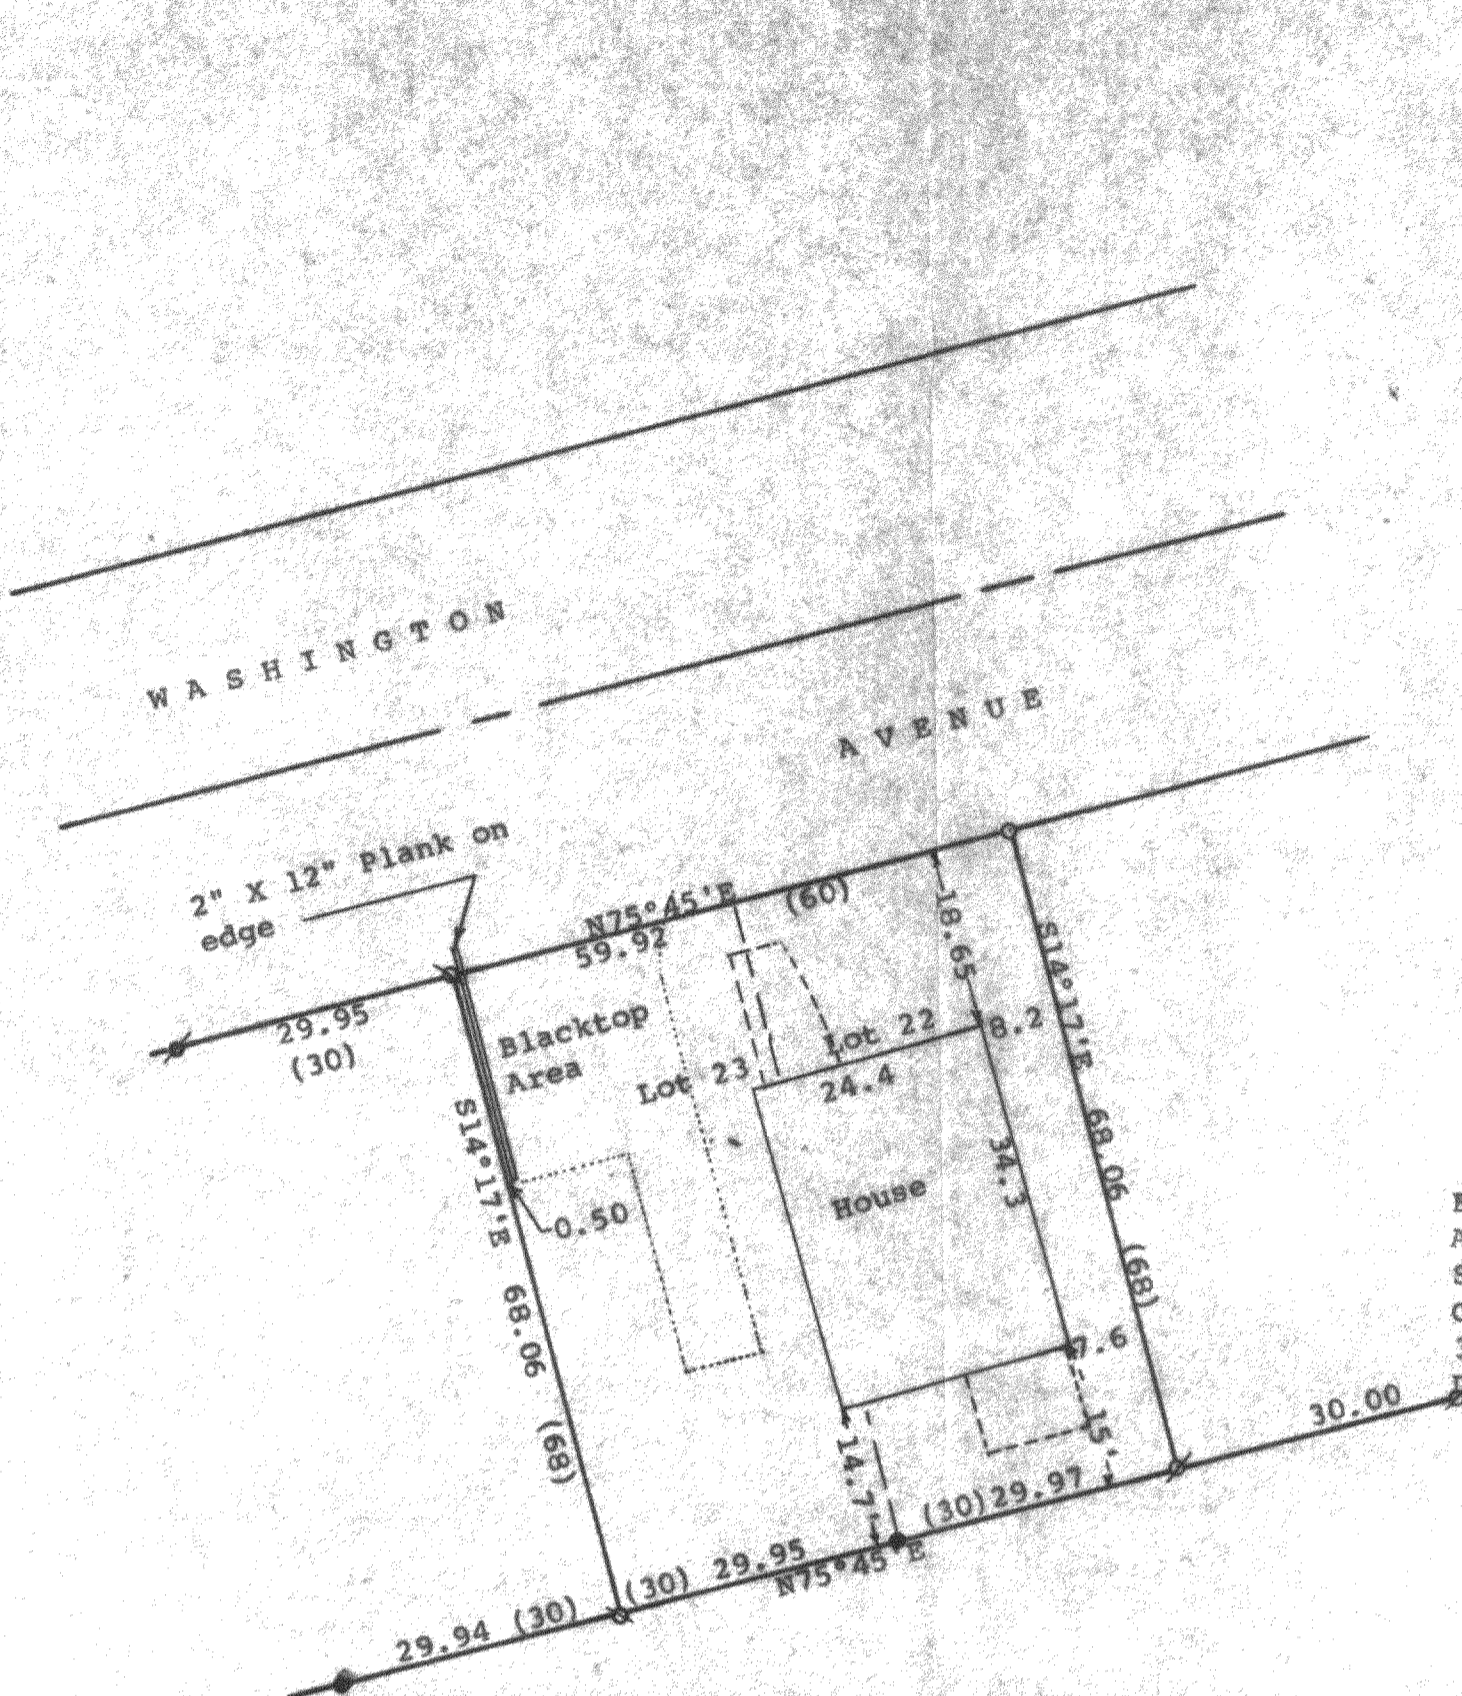 WASHINGTON
AVENUE
2" X 12" Plank on
edge
N75°45'E
(60)
59.92
29.95
(30)
18.65
S14°17'E 68.06 (68)
Blacktop
Area
Lot 23
Lot 22
8.2
24.4
34.3
House
S14°17'E 68.06 (68)
0.50
7.6
14.7'
15'
30.00
(30) 29.97
(30) 29.95
N75°45'E
29.94 (30)